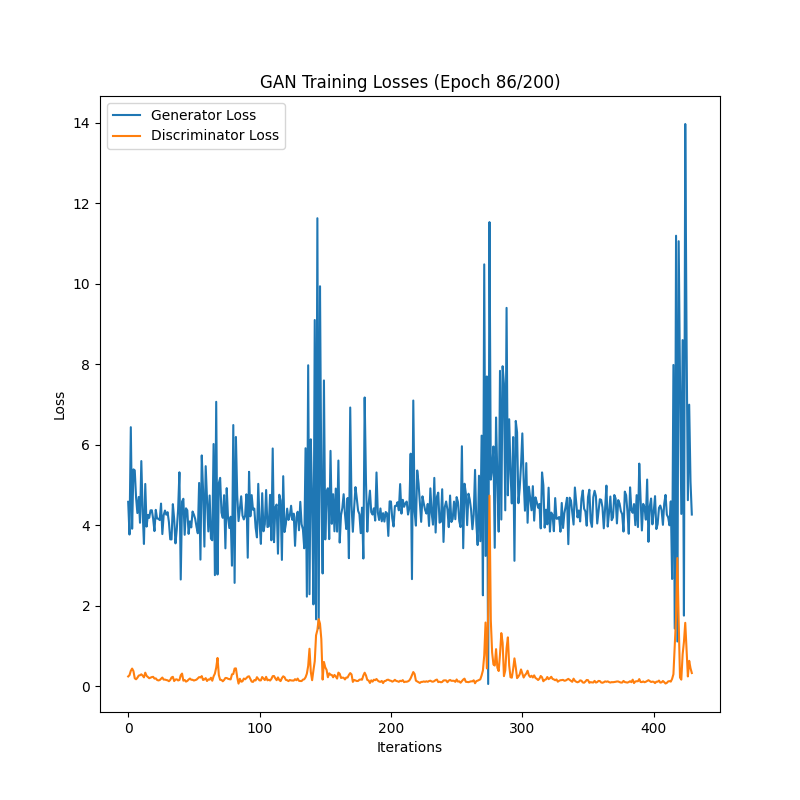 GAN Training Losses (Epoch 86/200)
Generator Loss
Discriminator Loss
14
12
10
8
6
4
2
0
Loss
0 100 200 300 400
Iterations